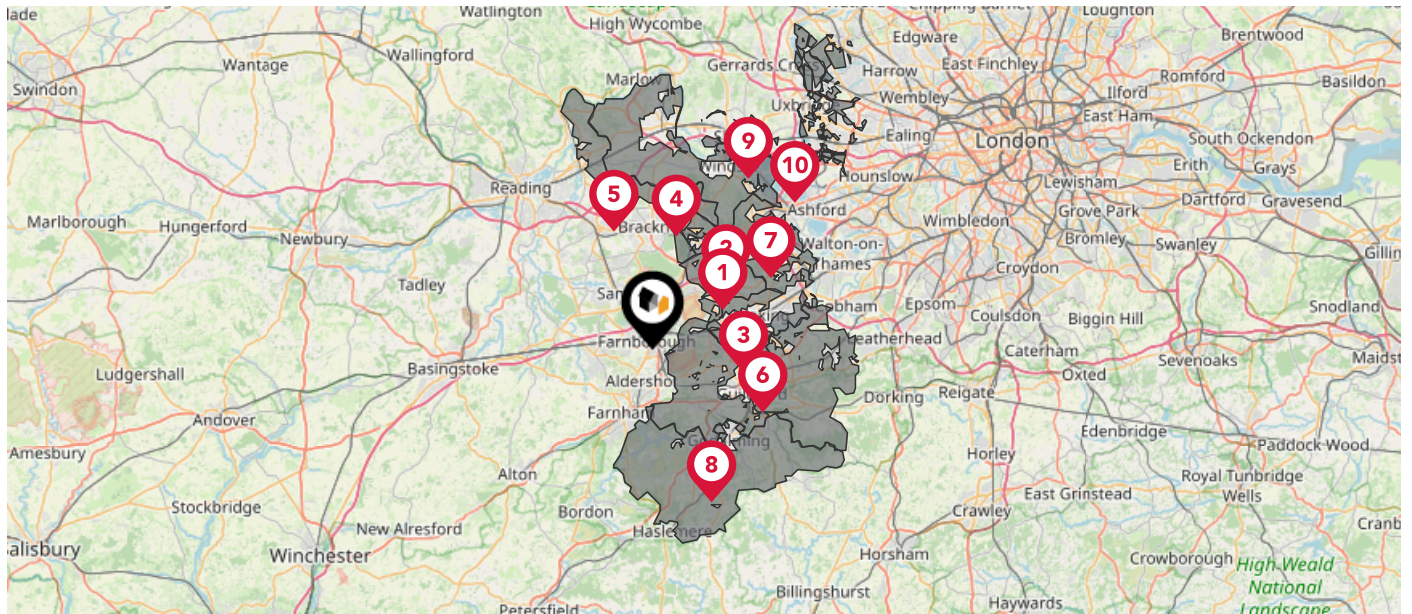 Watlington
High Wycombe
Loughton
Edgware
Brentwood
Wallingford
East Finchley
Wantage
Gerrards Cross
Harrow
Marlow
Romford
Basildon
Swindon
Wembley
Ilford
Uxbri
East Ham
9
Ealing
South Ockendon
London
10
Wing
Erith
Grays
Hounslow
Reading
5
4
Lewisham
Dartford
Gravesend
Ashford
Grove Park
Marlborough
Hungerford
Brackn
Wimbledon
Newbury
2
7
Walton-on-
Thames
Bromley
Swanley
1
Croydon
Tadley
Epsom
Snodland
Coulsdon
Biggin Hill
3
Farnborough
Leatherhead
Caterham
Sevenoaks
Basingstoke
Oxted
Ludgershall
6
Aldersho
Dorking
Reigate
Farnham
Andover
Edenbridge
Paddock Wood
Amesbury
Horley
8
Alton
Royal Tunbridge
Wells
East Grinstead
Stockbridge
Bordon
Crawley
New Alresford
Haslemere
Salisbury
Winchester
Horsham
Crowborough
High Weald
National
Landscape
Billingshurst
Haywards
Petersfield